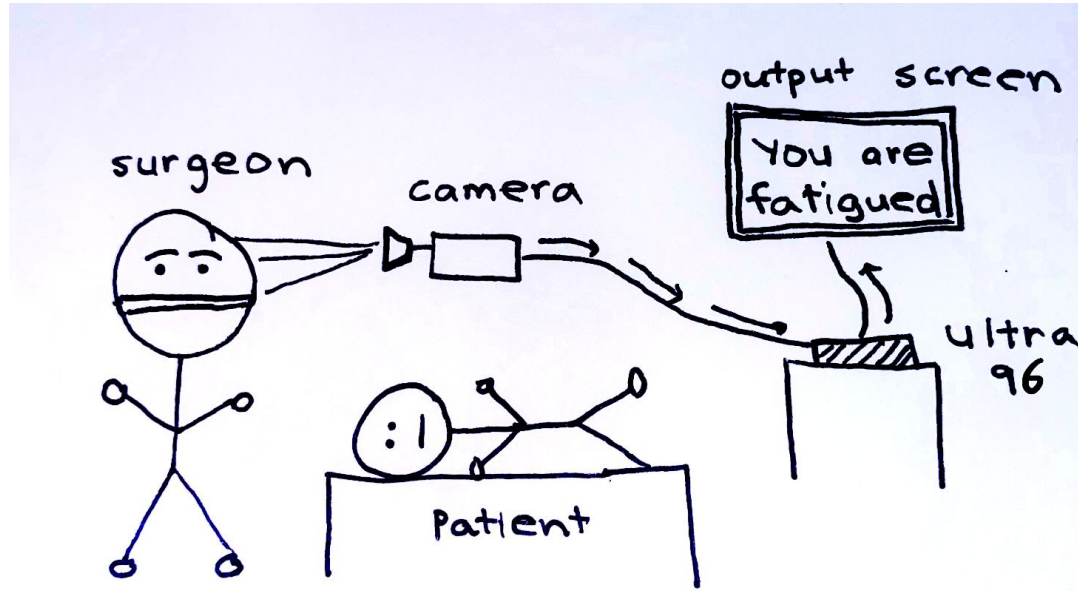 output screen
You are
fatigued
surgeon
camera
ultra
96
: |
Patient